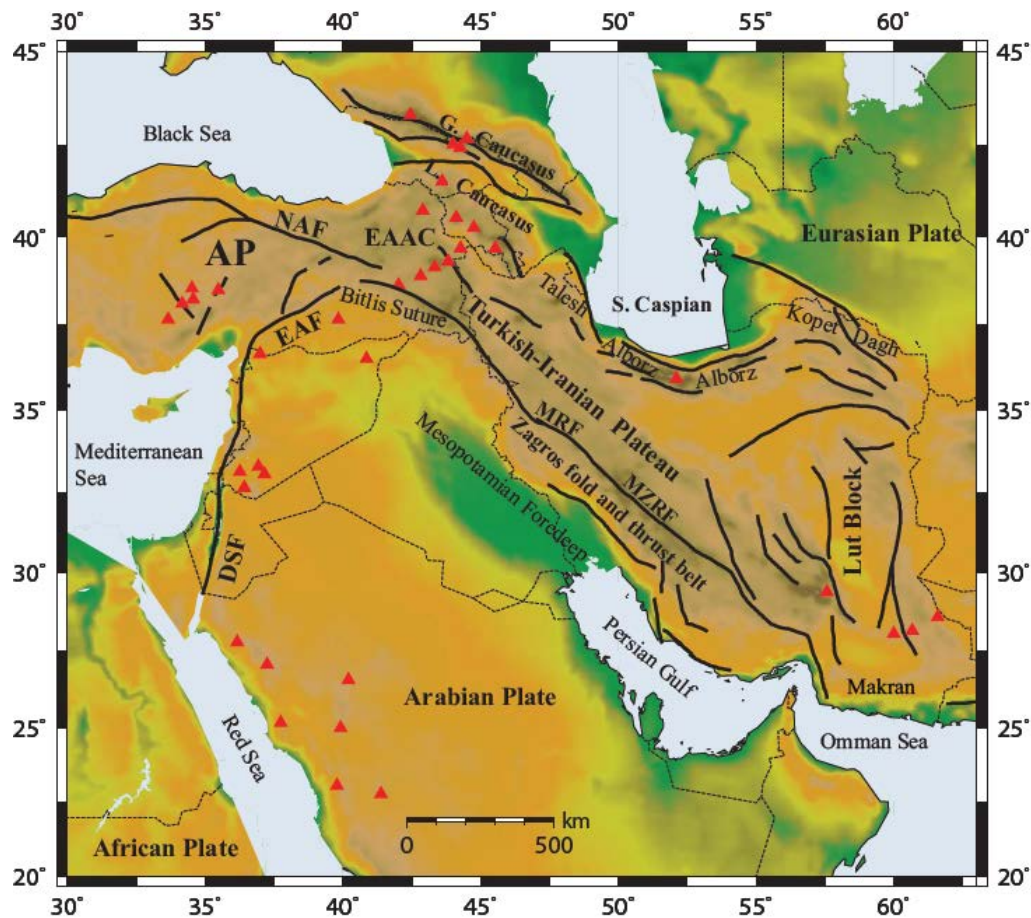 30˚ 35˚ 40˚ 45˚ 50˚ 55˚ 60˚
45˚ 45˚
Black Sea
G. Caucasus
L. Caucasus
40˚ 40˚
NAF
EAAC
AP
Eurasian Plate
Talesh
S. Caspian
Bitlis Suture
EAF
Kopet Dagh
Turkish-Iranian Plateau
Alborz
Alborz
35˚ 35˚
Mediterranean
Sea
MRF
Mesopotamian Foredeep
Zagros fold and thrust belt
MZRF
Lut Block
DSF
30˚ 30˚
Persian Gulf
Arabian Plate
Makran
25˚ 25˚
Red Sea
Omman Sea
km
0 500
African Plate
20˚ 20˚
30˚ 35˚ 40˚ 45˚ 50˚ 55˚ 60˚